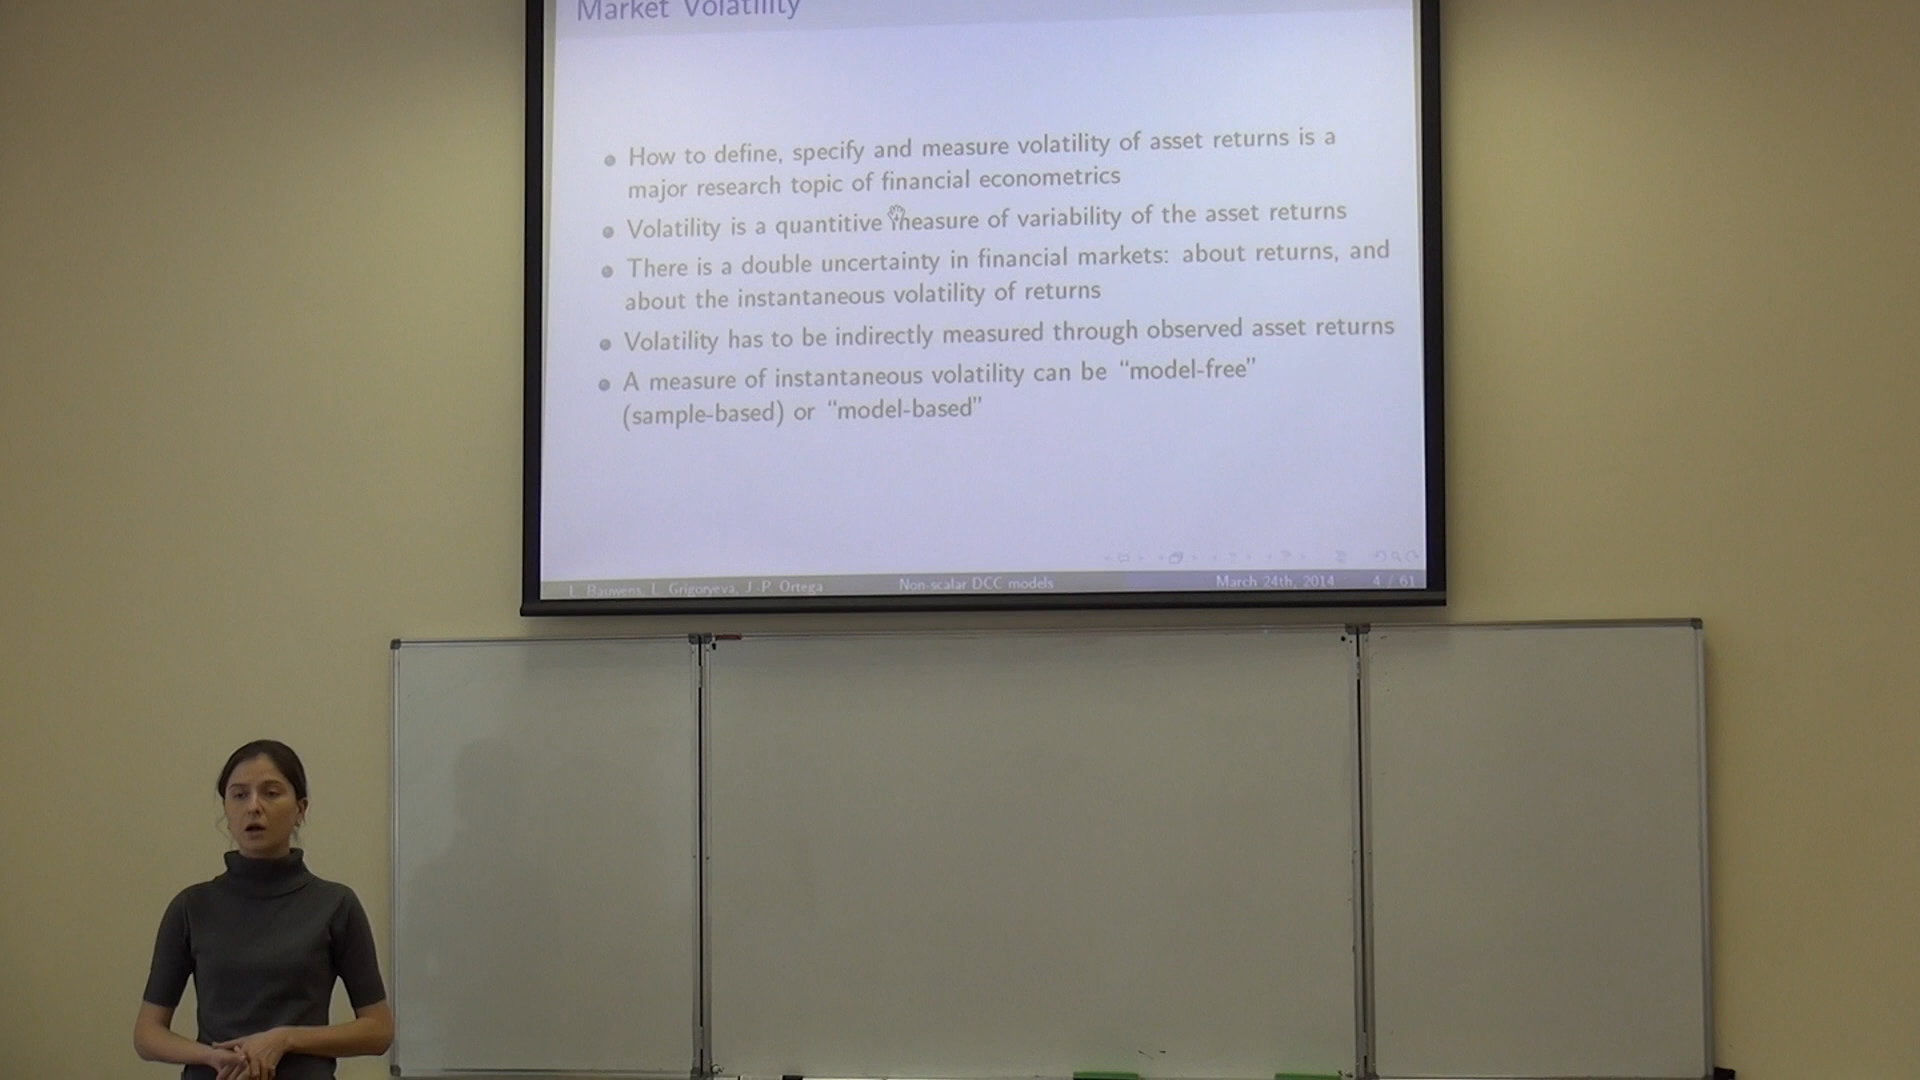 Market Volatility
How to define, specify and measure volatility of asset returns is a
major research topic of financial econometrics
Volatility is a quantitive measure of variability of the asset returns
There is a double uncertainty in financial markets: about returns, and
about the instantaneous volatility of returns
Volatility has to be indirectly measured through observed asset returns
A measure of instantaneous volatility can be “model-free”
(sample-based) or “model-based”
L. Bauwens, L. Grigoryeva, J.-P. Ortega Non-scalar DCC models March 24th, 2014 4 / 61